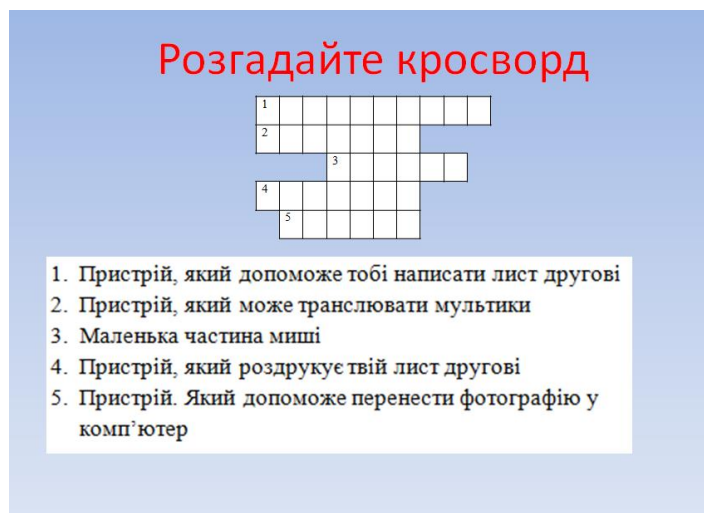 Розгадайте кросворд
1
2
3
4
5
1. Пристрій, який допоможе тобі написати лист другові
2. Пристрій, який може транслювати мультики
3. Маленька частина миші
4. Пристрій, який роздрукує твій лист другові
5. Пристрій. Який допоможе перенести фотографію у
комп’ютер